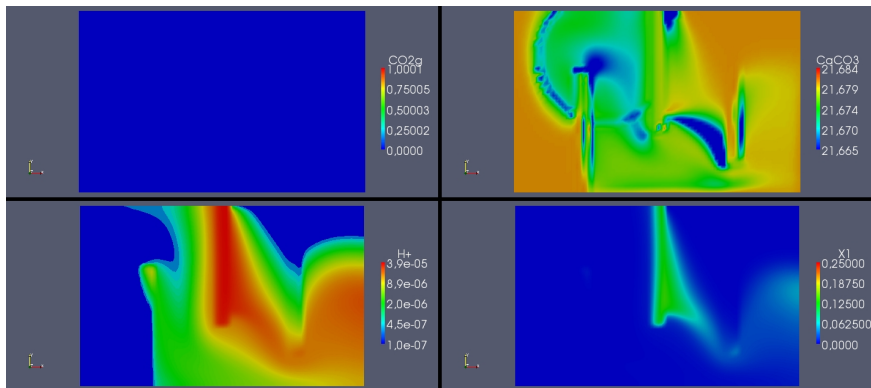 CO2g
1,0001
0,75005
0,50003
0,25002
0,0000
CaCO3
21,684
21,679
21,674
21,670
21,665
H+
3,9e-05
8,9e-06
2,0e-06
4,5e-07
1,0e-07
X1
0,25000
0,18750
0,12500
0,062500
0,0000